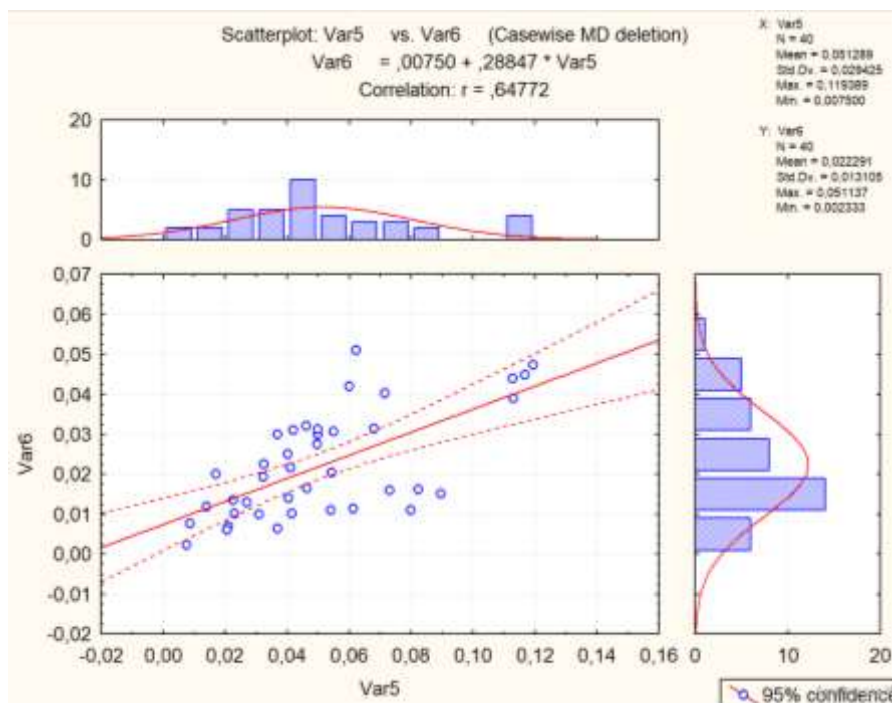 Scatterplot: Var5 vs. Var6 (Casewise MD deletion)
Var6 = ,00750 + ,28847 * Var5
Correlation: r = ,64772
X: Var5
N = 40
Mean = 0,051289
Std.Dv. = 0,029425
Max. = 0,119389
Min. = 0,007500
Y: Var6
N = 40
Mean = 0,022291
Std.Dv. = 0,013105
Max. = 0,051137
Min. = 0,002333
20
10
0
0,07
0,06
0,05
0,04
0,03
0,02
0,01
0,00
-0,01
-0,02
Var6
-0,02 0,00 0,02 0,04 0,06 0,08 0,10 0,12 0,14 0,16
Var5
0 10 20
95% confidence